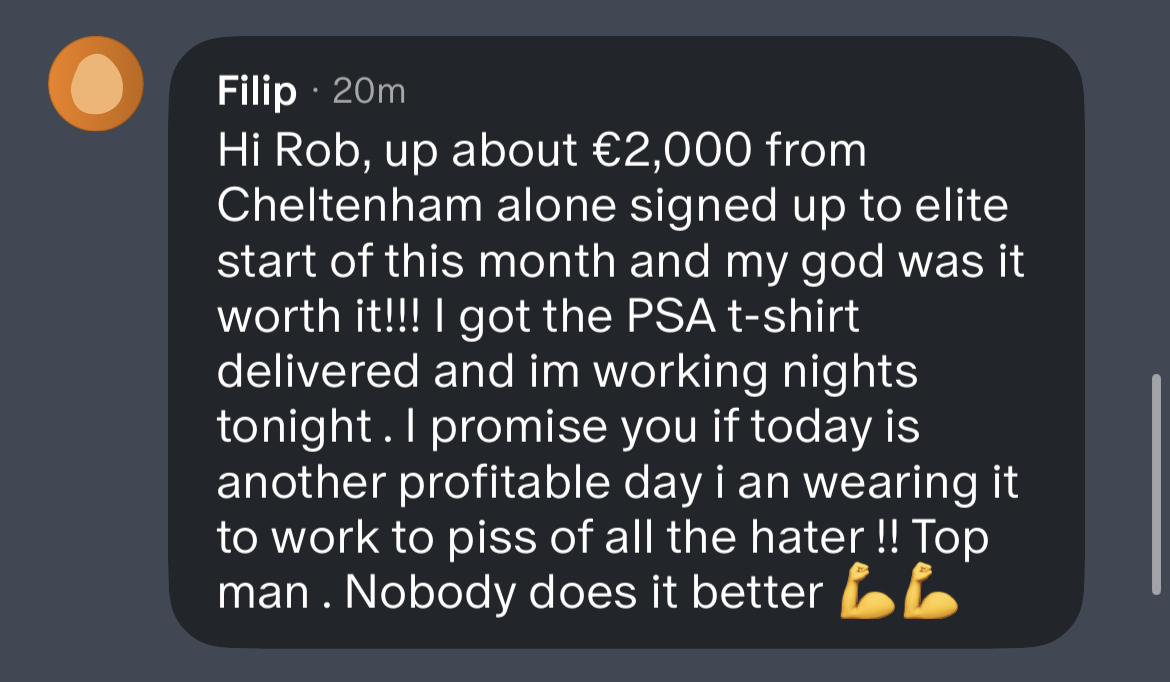 Filip · 20m
Hi Rob, up about €2,000 from
Cheltenham alone signed up to elite
start of this month and my god was it
worth it!!! I got the PSA t-shirt
delivered and im working nights
tonight . I promise you if today is
another profitable day i an wearing it
to work to piss of all the hater !! Top
man . Nobody does it better 💪💪